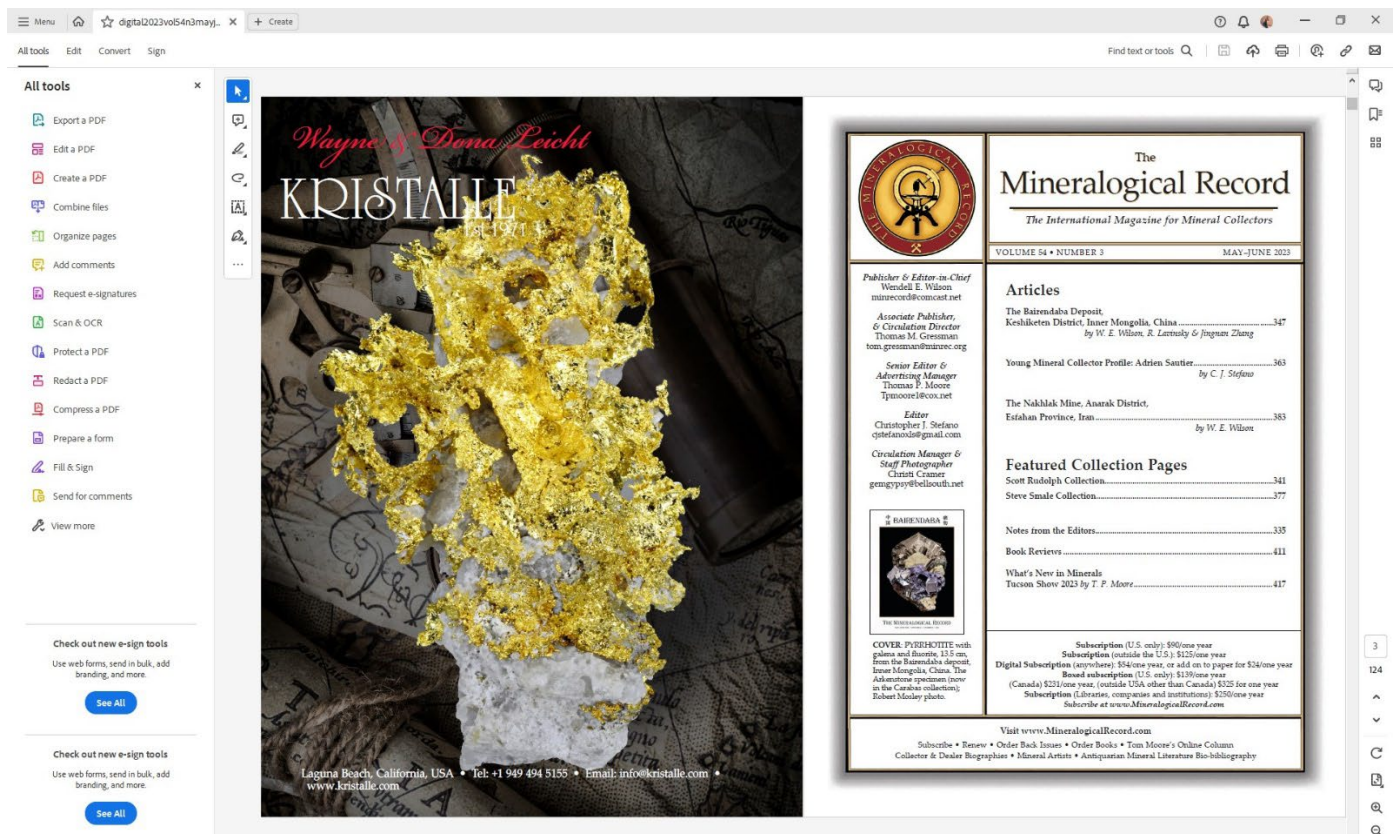 Menu
digital2023vol54n3mayj...
+ Create
All tools Edit Convert Sign
Find text or tools
All tools
Export a PDF
Edit a PDF
Create a PDF
Combine files
Organize pages
Add comments
Request e-signatures
Scan & OCR
Protect a PDF
Redact a PDF
Compress a PDF
Prepare a form
Fill & Sign
Send for comments
View more
Check out new e-sign tools
Use web forms, send in bulk, add
branding, and more.
See All
Check out new e-sign tools
Use web forms, send in bulk, add
branding, and more.
See All
Wayne & Dona Leicht
KRISTALLE
Est. 1971
Laguna Beach, California, USA • Tel: +1 949 494 5155 • Email: info@kristalle.com •
www.kristalle.com
THE MINERALOGICAL RECORD
The
Mineralogical Record
The International Magazine for Mineral Collectors
VOLUME 54 • NUMBER 3 MAY–JUNE 2023
Publisher & Editor-in-Chief
Wendell E. Wilson
minrecord@comcast.net
Associate Publisher,
& Circulation Director
Thomas M. Gressman
tom.gressman@minrec.org
Senior Editor &
Advertising Manager
Thomas P. Moore
Tpmoore1@cox.net
Editor
Christopher J. Stefano
cjstefanoxls@gmail.com
Circulation Manager &
Staff Photographer
Christi Cramer
gemgypsy@bellsouth.net
BAIRENDABA
THE MINERALOGICAL RECORD
COVER: PYRRHOTITE with
galena and fluorite, 13.5 cm,
from the Bairendaba deposit,
Inner Mongolia, China. The
Arkenstone specimen (now
in the Carabas collection);
Robert Mosley photo.
Articles
The Bairendaba Deposit,
Keshiketen District, Inner Mongolia, China 347
by W. E. Wilson, R. Lavinsky & Jingnan Zhang
Young Mineral Collector Profile: Adrien Sautier 363
by C. J. Stefano
The Nakhlak Mine, Anarak District,
Esfahan Province, Iran 383
by W. E. Wilson
Featured Collection Pages
Scott Rudolph Collection 341
Steve Smale Collection 377
Notes from the Editors 335
Book Reviews 411
What's New in Minerals
Tucson Show 2023 by T. P. Moore 417
Subscription (U.S. only): $90/one year
Subscription (outside the U.S.): $125/one year
Digital Subscription (anywhere): $54/one year, or add on to paper for $24/one year
Boxed subscription (U.S. only): $139/one year
(Canada) $231/one year, (outside USA other than Canada) $325 for one year
Subscription (Libraries, companies and institutions): $250/one year
Subscribe at www.MineralogicalRecord.com
Visit www.MineralogicalRecord.com
Subscribe • Renew • Order Back Issues • Order Books • Tom Moore's Online Column
Collector & Dealer Biographies • Mineral Artists • Antiquarian Mineral Literature Bio-bibliography
3
124